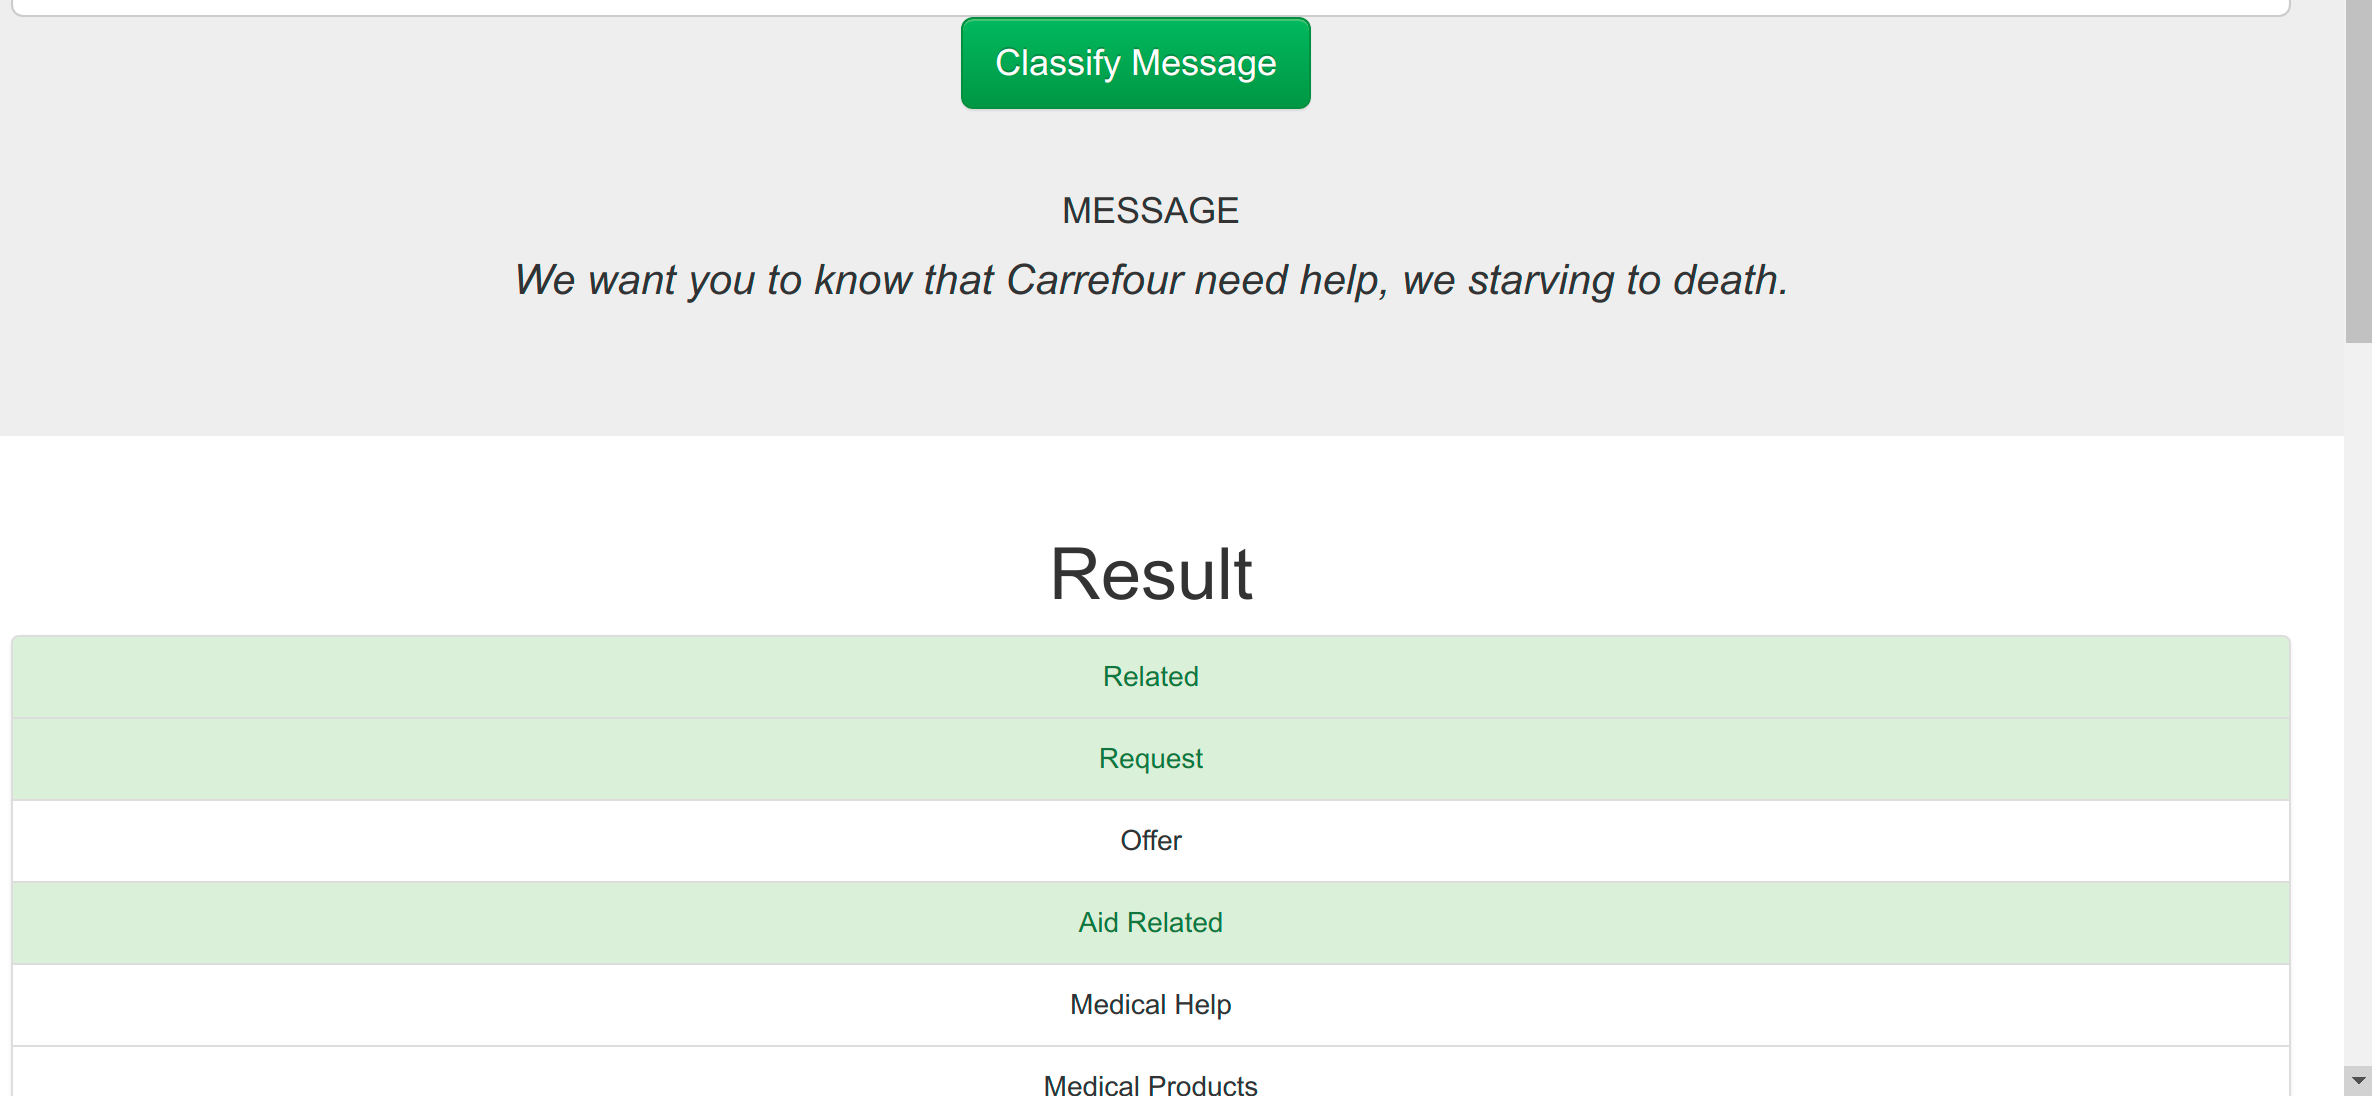 Classify Message
MESSAGE
We want you to know that Carrefour need help, we starving to death.
Result
Related
Request
Offer
Aid Related
Medical Help
Medical Products